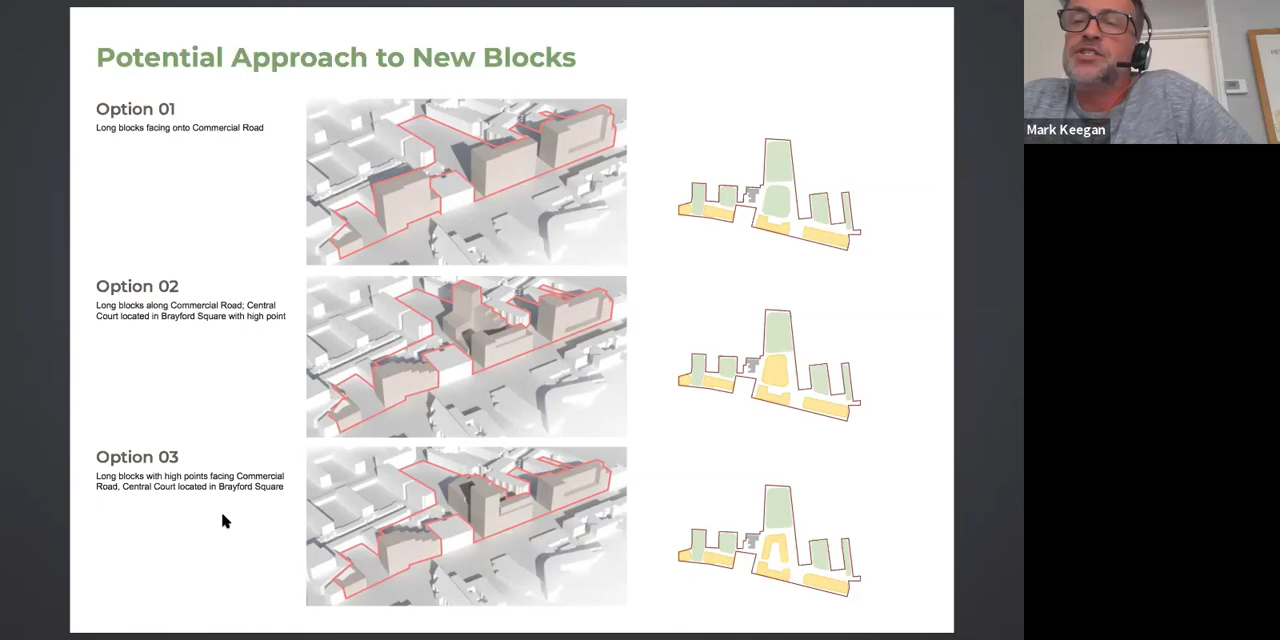 Potential Approach to New Blocks
Option 01
Long blocks facing onto Commercial Road
Option 02
Long blocks along Commercial Road; Central
Court located in Brayford Square with high point
Option 03
Long blocks with high points facing Commercial
Road, Central Court located in Brayford Square
Mark Keegan